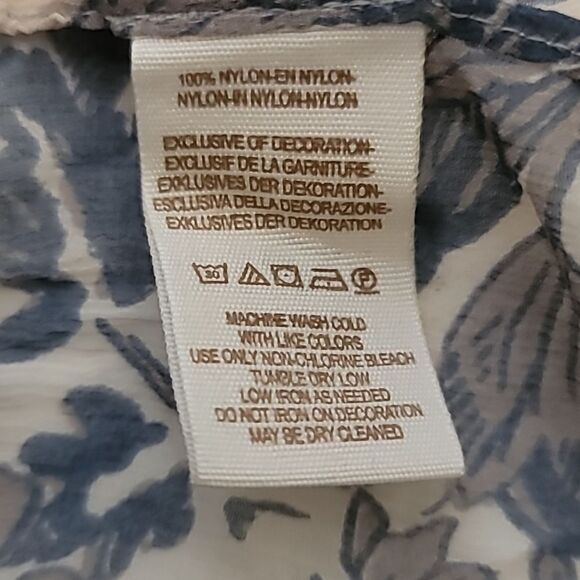 100% NYLON-EN NYLON-
NYLON-IN NYLON-NYLON
EXCLUSIVE OF DECORATION-
EXCLUSIF DE LA GARNITURE-
EXKLUSIVES DER DEKORATION-
ESCLUSIVA DELLA DECORAZIONE-
EXKLUSIVES DER DEKORATION
30 P
MACHINE WASH COLD
WITH LIKE COLORS
USE ONLY NON-CHLORINE BLEACH
TUMBLE DRY LOW
LOW IRON AS NEEDED
DO NOT IRON ON DECORATION
MAY BE DRY CLEANED